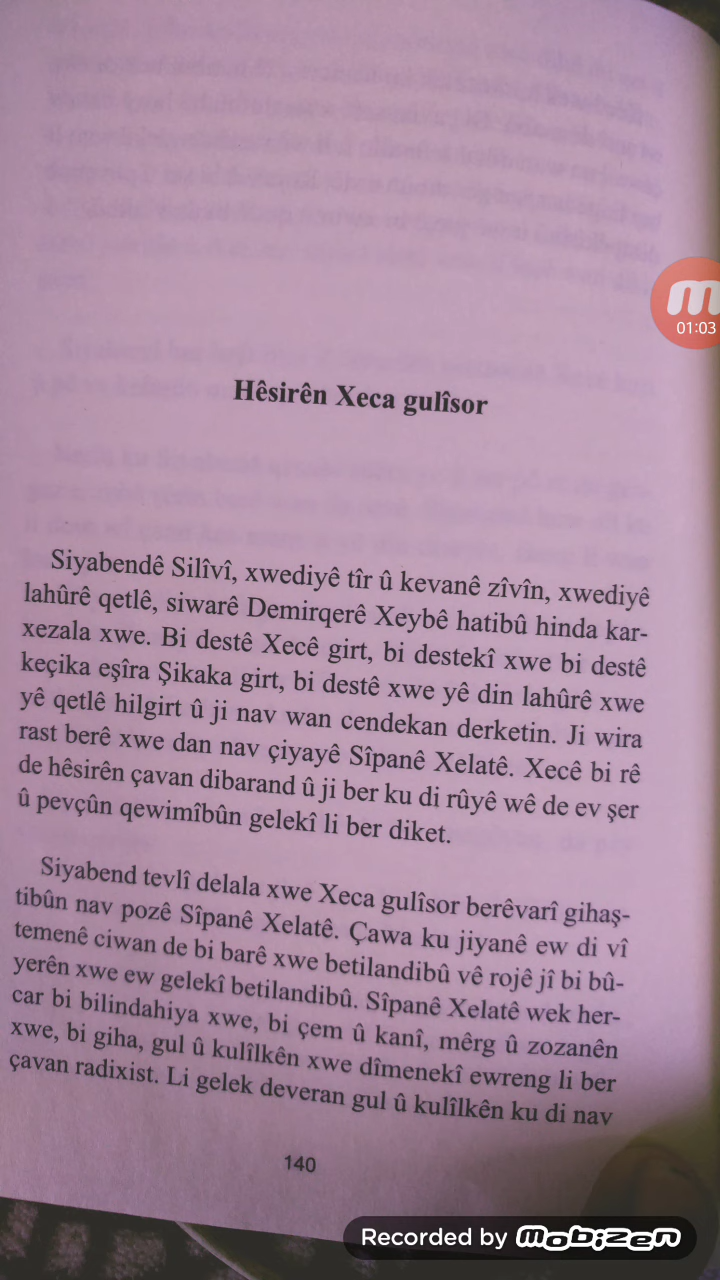 01:03
Hêsirên Xeca gulîsor
Siyabendê Silîvî, xwediyê tîr û kevanê zîvîn, xwediyê
lahûrê qetlê, siwarê Demirqerê Xeybê hatibû hinda kar-
xezala xwe. Bi destê Xecê girt, bi destekî xwe bi destê
keçika eşîra Şikaka girt, bi destê xwe yê din lahûrê xwe
yê qetlê hilgirt û ji nav wan cendekan derketin. Ji wira
rast berê xwe dan nav çiyayê Sîpanê Xelatê. Xecê bi rê
de hêsirên çavan dibarand û ji ber ku di rûyê wê de ev şer
û pevçûn qewimîbûn gelekî li ber diket.
Siyabend tevlî delala xwe Xeca gulîsor berêvarî gihaş-
tibûn nav pozê Sîpanê Xelatê. Çawa ku jiyanê ew di vî
temenê ciwan de bi barê xwe betilandibû vê rojê jî bi bû-
yerên xwe ew gelekî betilandibû. Sîpanê Xelatê wek her-
car bi bilindahiya xwe, bi çem û kanî, mêrg û zozanên
xwe, bi giha, gul û kulîlkên xwe dîmenekî ewreng li ber
çavan radixist. Li gelek deveran gul û kulîlkên ku di nav
140
Recorded by mobizen